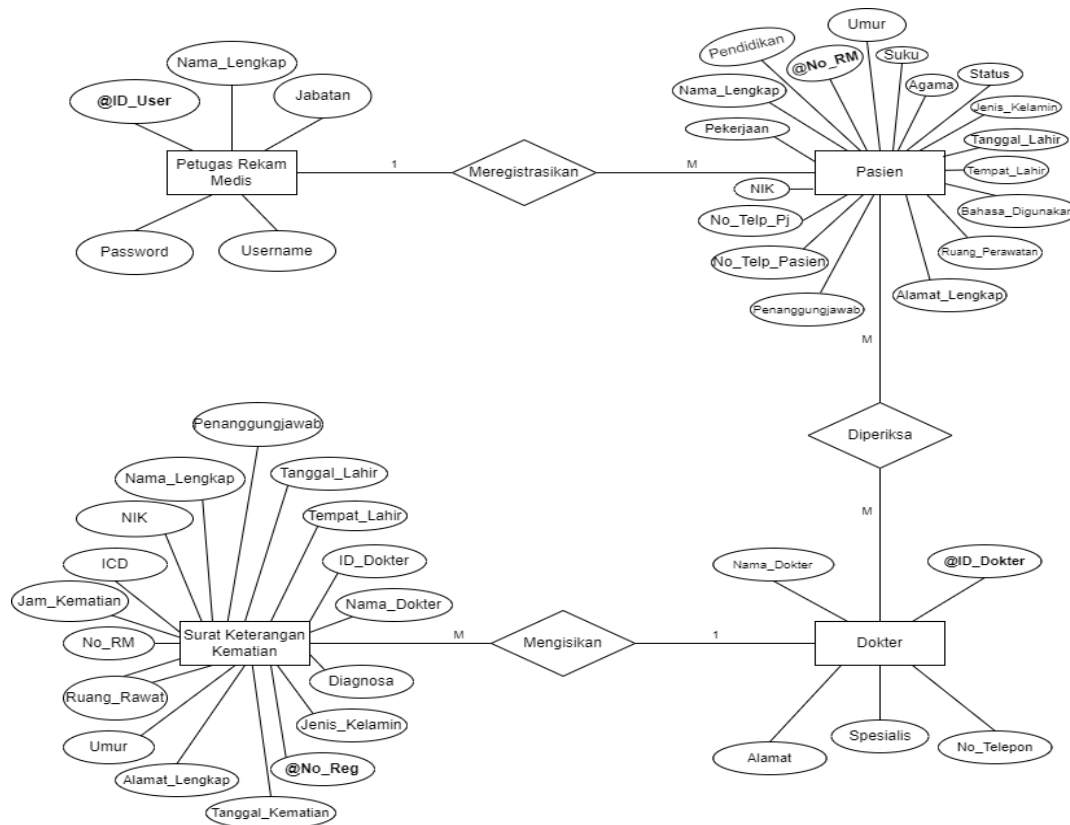 Nama_Lengkap
@ID_User
Jabatan
Petugas Rekam
Medis
Password
Username
1
Meregistrasikan
M
Umur
Pendidikan
@No_RM
Suku
Nama_Lengkap
Agama
Status
Jenis_Kelamin
Pekerjaan
Tanggal_Lahir
Pasien
Tempat_Lahir
NIK
Bahasa_Digunakan
No_Telp_Pj
No_Telp_Pasien
Ruang_Perawatan
Penanggungjawab
Alamat_Lengkap
M
Diperiksa
M
Penanggungjawab
Nama_Lengkap
Tanggal_Lahir
NIK
Tempat_Lahir
ICD
ID_Dokter
Jam_Kematian
Nama_Dokter
No_RM
Surat Keterangan
Kematian
Ruang_Rawat
Diagnosa
Umur
Jenis_Kelamin
Alamat_Lengkap
@No_Reg
Tanggal_Kematian
M
Mengisikan
1
Nama_Dokter
@ID_Dokter
Dokter
Alamat
Spesialis
No_Telepon